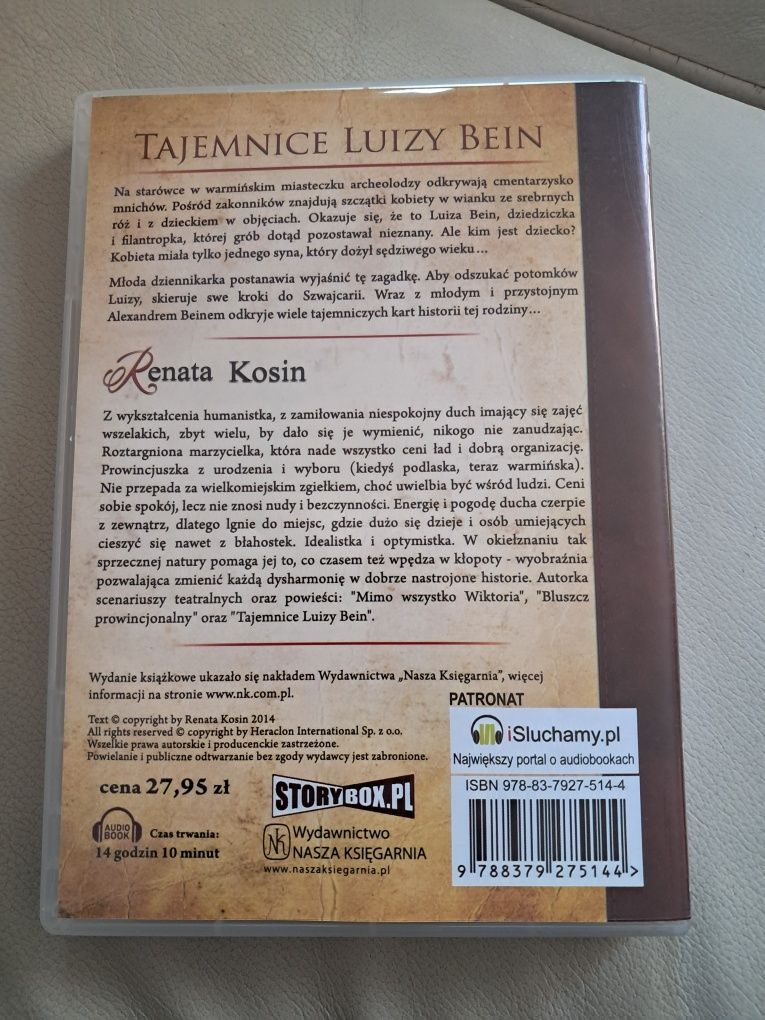 TAJEMNICE LUIZY BEIN
Na starówce w warmińskim miasteczku archeolodzy odkrywają cmentarzysko
mnichów. Pośród zakonników znajdują szczątki kobiety w wianku ze srebrnych
róż i z dzieckiem w objęciach. Okazuje się, że to Luiza Bein, dziedziczka
i filantropka, której grób dotąd pozostawał nieznany. Ale kim jest dziecko?
Kobieta miała tylko jednego syna, który dożył sędziwego wieku...
Młoda dziennikarka postanawia wyjaśnić tę zagadkę. Aby odszukać potomków
Luizy, skieruje swe kroki do Szwajcarii. Wraz z młodym i przystojnym
Alexandrem Beinem odkryje wiele tajemniczych kart historii tej rodziny...
Renata Kosin
Z wykształcenia humanistka, z zamiłowania niespokojny duch imający się zajęć
wszelakich, zbyt wielu, by dało się je wymienić, nikogo nie zanudzając.
Roztargniona marzycielka, która nade wszystko ceni ład i dobrą organizację.
Prowincjuszka z urodzenia i wyboru (kiedyś podlaska, teraz warmińska).
Nie przepada za wielkomiejskim zgiełkiem, choć uwielbia być wśród ludzi. Ceni
sobie spokój, lecz nie znosi nudy i bezczynności. Energię i pogodę ducha czerpie
z zewnątrz, dlatego lgnie do miejsc, gdzie dużo się dzieje i osób umiejących
cieszyć się nawet z błahostek. Idealistka i optymistka. W okiełznaniu tak
sprzecznej natury pomaga jej to, co czasem też wpędza w kłopoty - wyobraźnia
pozwalająca zmienić każdą dysharmonię w dobrze nastrojone historie. Autorka
scenariuszy teatralnych oraz powieści: "Mimo wszystko Wiktoria", "Bluszcz
prowincjonalny" oraz "Tajemnice Luizy Bein".
Wydanie książkowe ukazało się nakładem Wydawnictwa „Nasza Księgarnia", więcej
informacji na stronie www.nk.com.pl.
Text © copyright by Renata Kosin 2014
All rights reserved © copyright by Heraclon International Sp. z o.o.
Wszelkie prawa autorskie i producenckie zastrzeżone.
Powielanie i publiczne odtwarzanie bez zgody wydawcy jest zabronione.
cena 27,95 zł
AUDIO
BOOK
Czas trwania:
14 godzin 10 minut
STORYBOX.PL
NK
Wydawnictwo
NASZA KSIĘGARNIA
www.naszaksiegarnia.pl
PATRONAT
iSłuchamy.pl
Największy portal o audiobookach
ISBN 978-83-7927-514-4
9 788379 275144 >